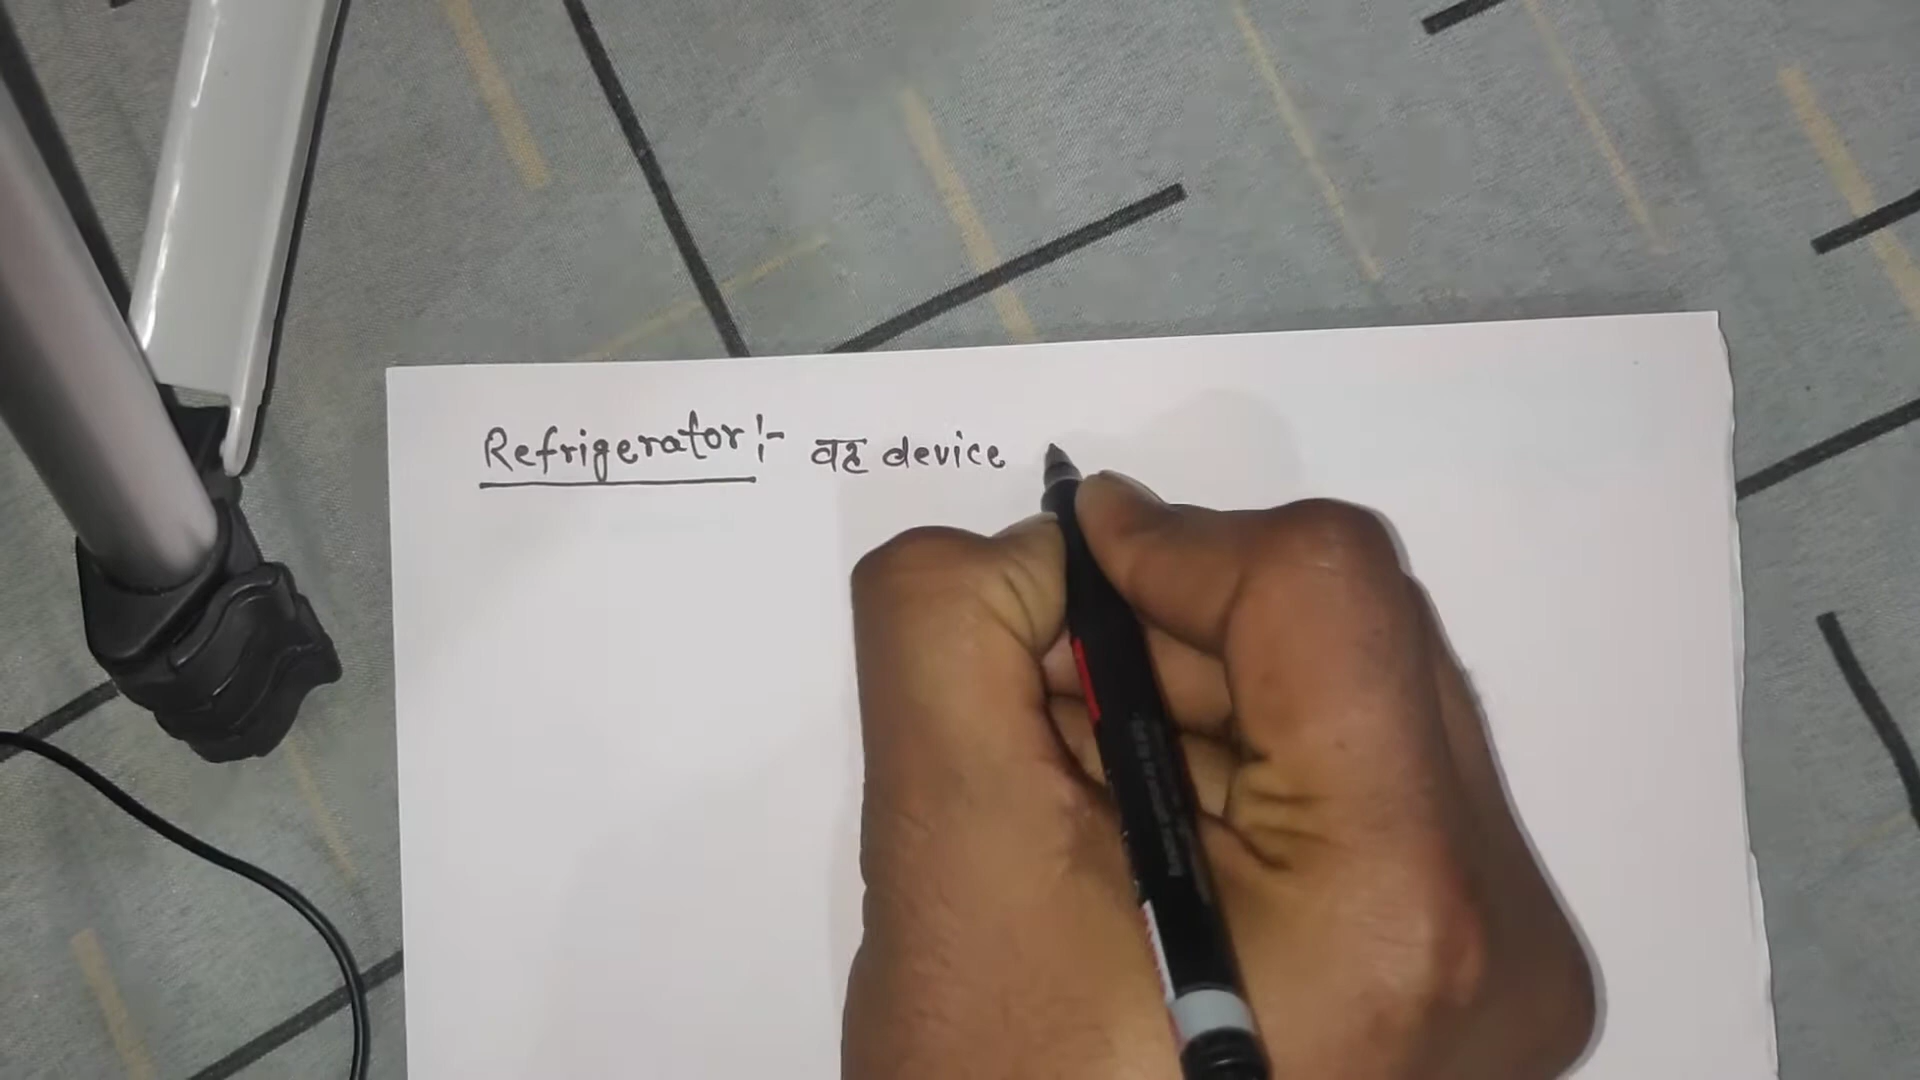 Refrigerator :- वह device